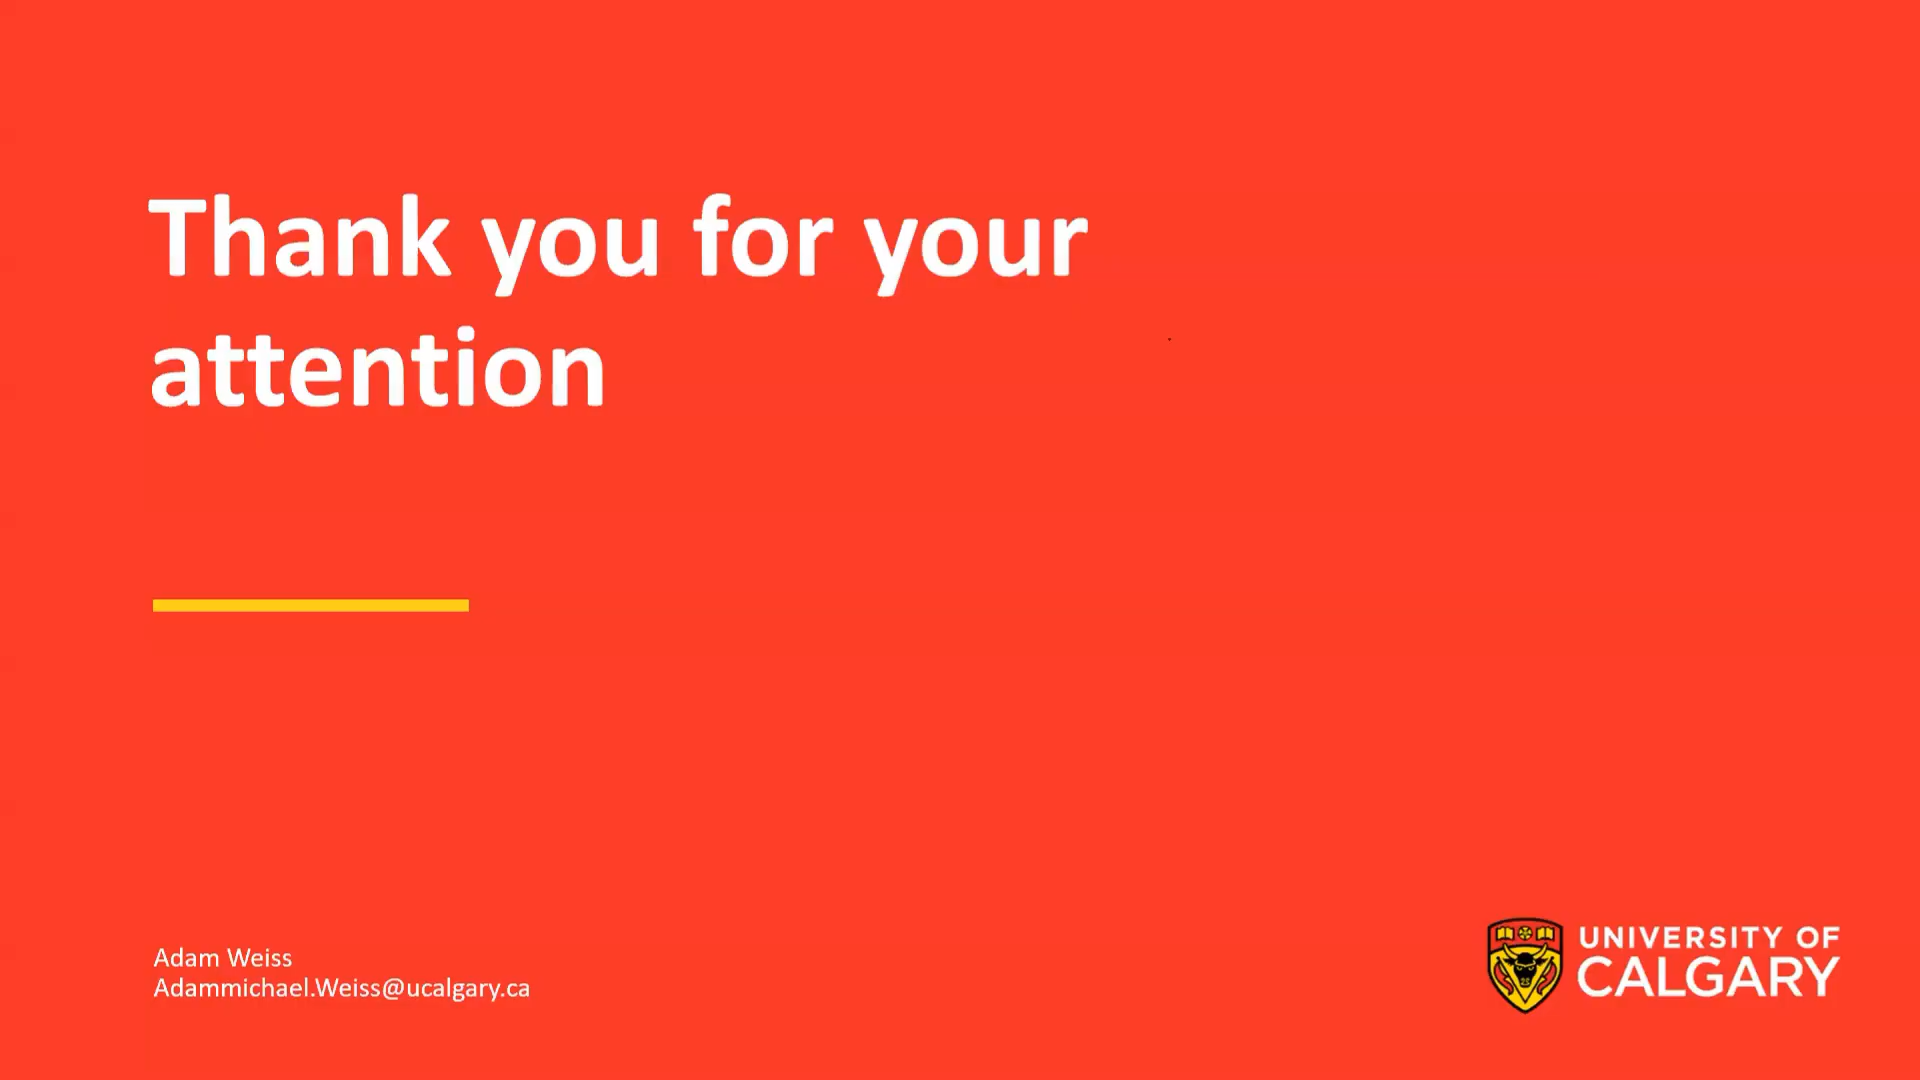 Thank you for your
attention
Adam Weiss
Adammichael.Weiss@ucalgary.ca
UNIVERSITY OF
CALGARY